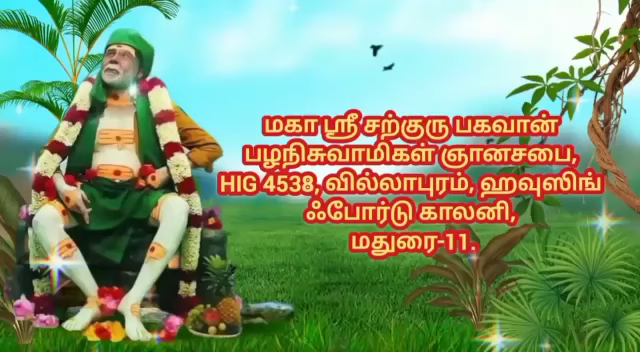 மகா ஸ்ரீ சற்குரு பகவான்
பழநிசுவாமிகள் ஞானசபை,
HIG 4538, வில்லாபுரம், ஹவுஸிங்
ஃபோர்டு காலனி,
மதுரை-11.